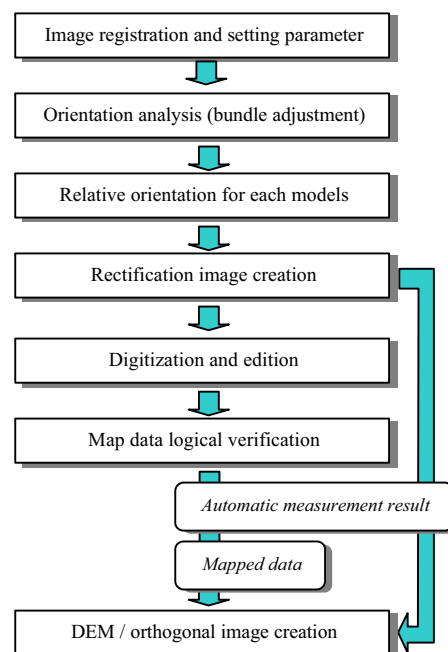 Image registration and setting parameter
Orientation analysis (bundle adjustment)
Relative orientation for each models
Rectification image creation
Digitization and edition
Map data logical verification
Automatic measurement result
Mapped data
DEM / orthogonal image creation